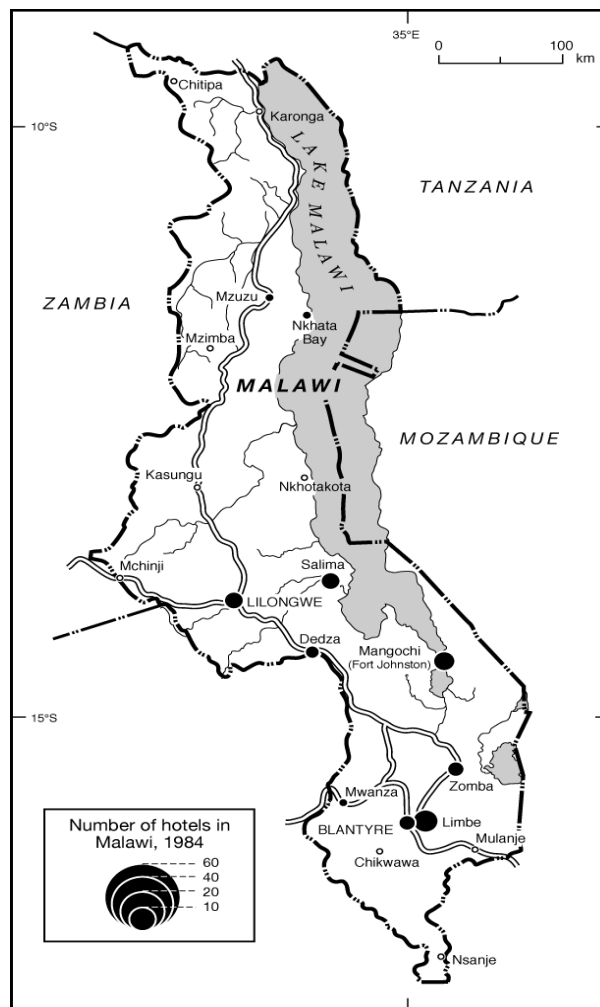 35°E
0 100
km
Chitipa
Karonga
10°S
LAKE MALAWI
TANZANIA
ZAMBIA
Mzuzu
Nkhata
Bay
Mzimba
MALAWI
MOZAMBIQUE
Kasungu
Nkhotakota
Mchinji
Salima
LILONGWE
Dedza
Mangochi
(Fort Johnston)
15°S
Zomba
Mwanza
BLANTYRE
Limbe
Mulanje
Chikwawa
Number of hotels in
Malawi, 1984
60
40
20
10
Nsanje